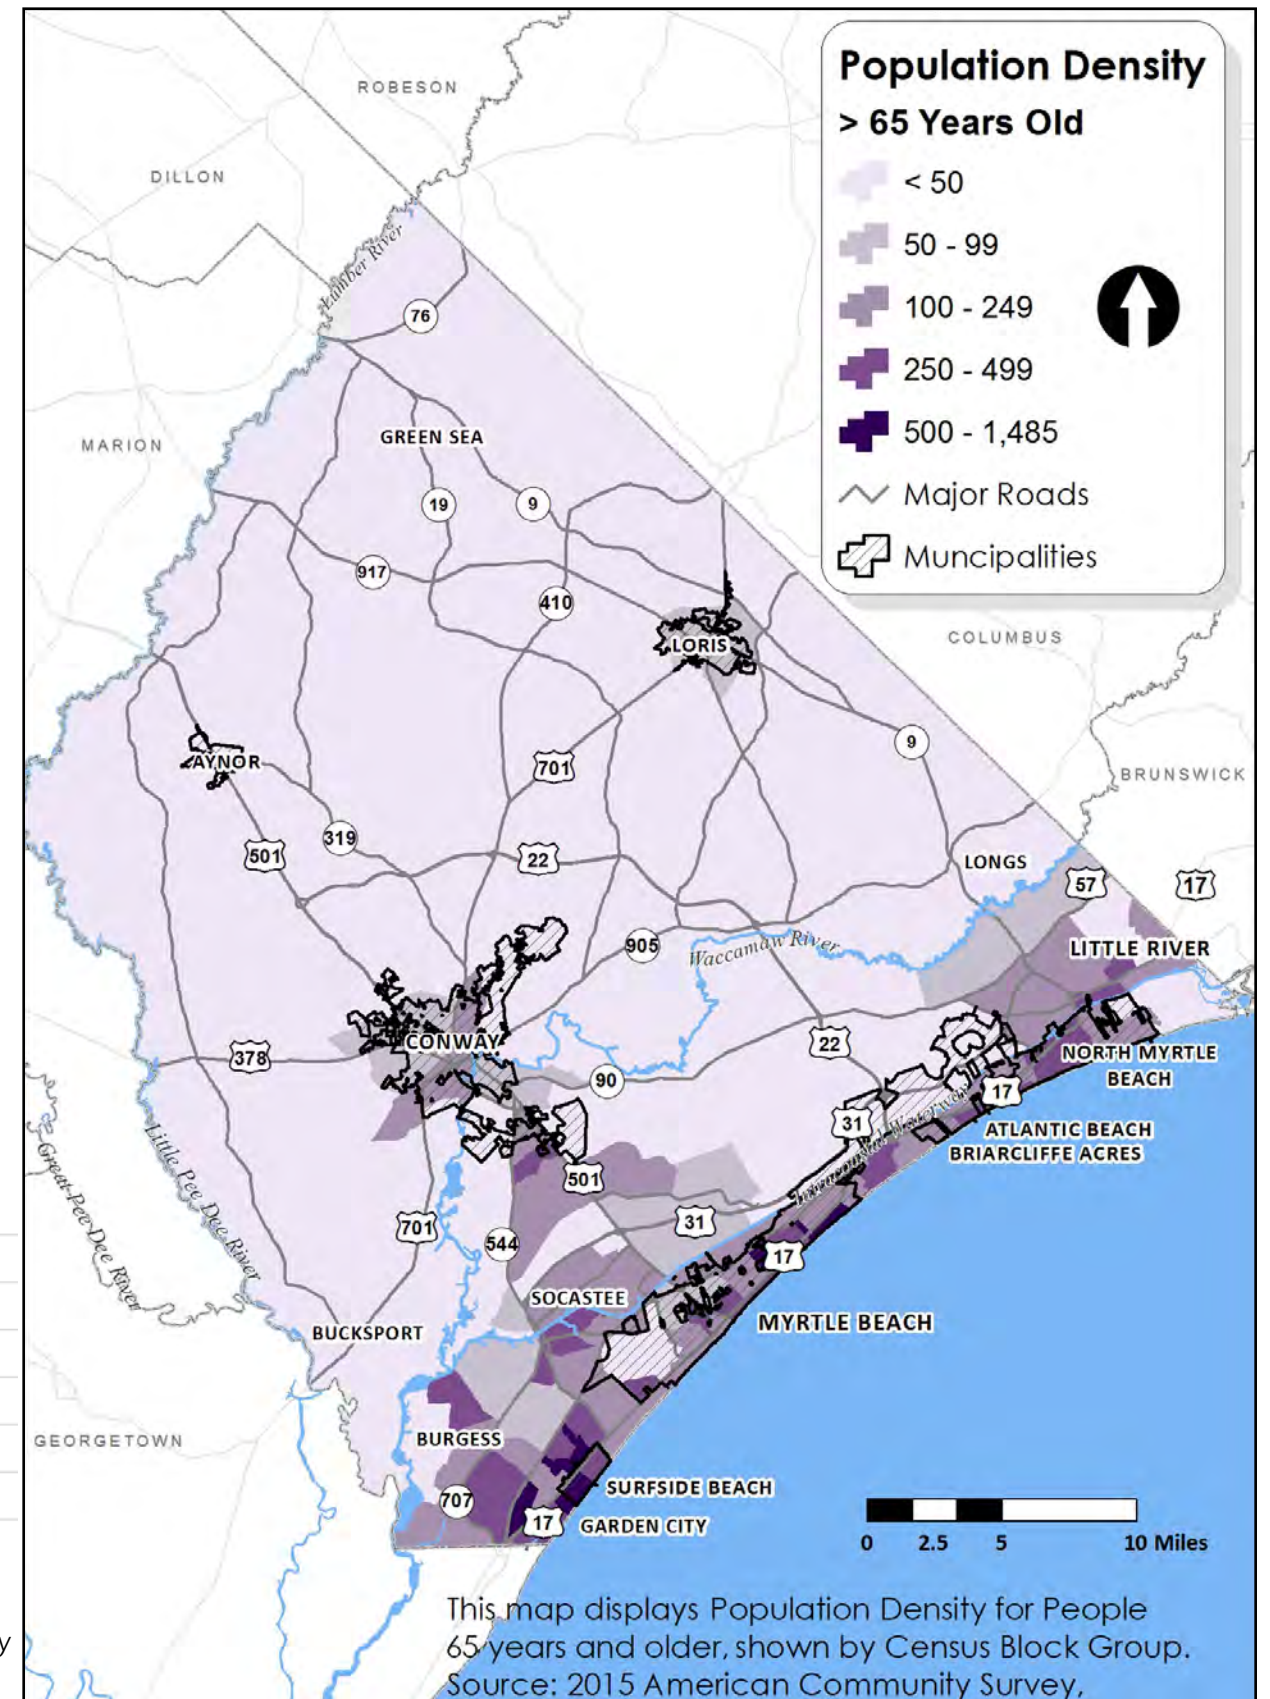 Population Density
> 65 Years Old
< 50
50 - 99
100 - 249
250 - 499
500 - 1,485
Major Roads
Muncipalities
ROBESON
DILLON
Lumber River
76
MARION
GREEN SEA
19
9
917
410
LORIS
COLUMBUS
AYNOR
701
9
BRUNSWICK
319
501
22
LONGS
57
17
905
Waccamaw River
LITTLE RIVER
CONWAY
378
22
NORTH MYRTLE
BEACH
90
17
31
Intracoastal Waterway
ATLANTIC BEACH
BRIARCLIFFE ACRES
Great Pee Dee River
Little Pee Dee River
501
701
544
31
17
SOCASTEE
MYRTLE BEACH
BUCKSPORT
GEORGETOWN
BURGESS
SURFSIDE BEACH
707
17
GARDEN CITY
0 2.5 5 10 Miles
This map displays Population Density for People
65 years and older, shown by Census Block Group.
Source: 2015 American Community Survey,
y